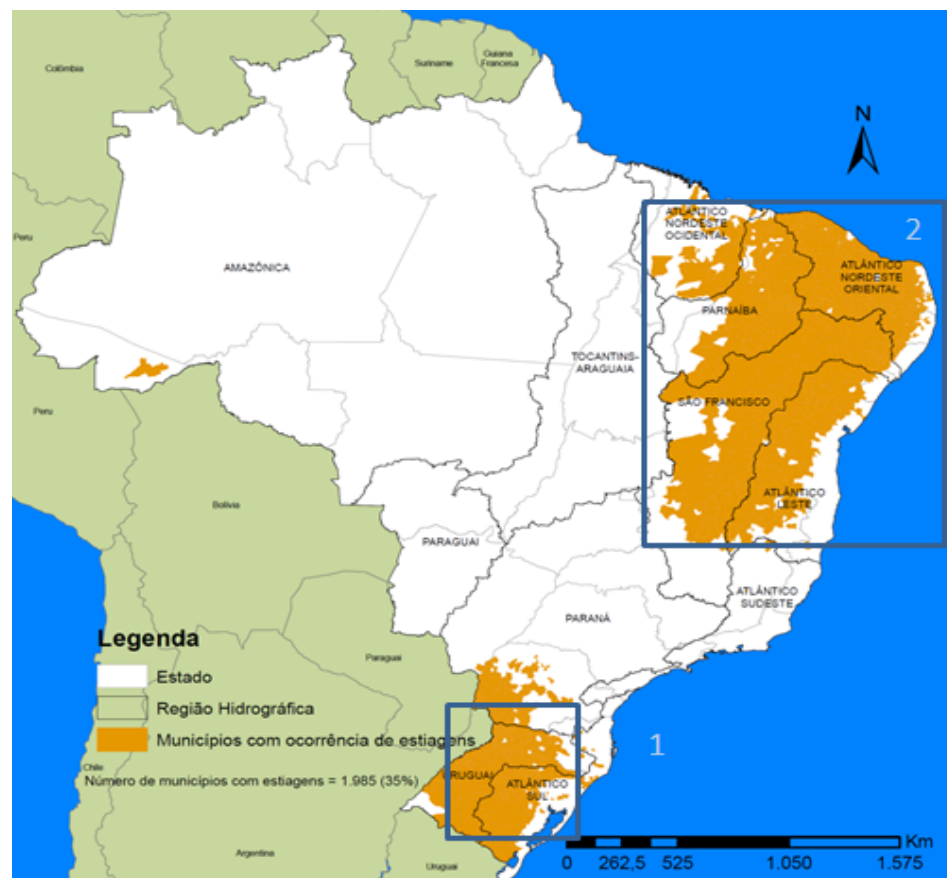 Colômbia
Suriname
Guiana
Francesa
N
ATLÂNTICO
NORDESTE
OCIDENTAL
2
Peru
AMAZÔNICA
ATLÂNTICO
NORDESTE
ORIENTAL
PARNAÍBA
TOCANTINS-
ARAGUAIA
SÃO FRANCISCO
Peru
Bolívia
ATLÂNTICO
LESTE
PARAGUAI
ATLÂNTICO
SUDESTE
PARANÁ
Legenda
Paraguai
Estado
Região Hidrográfica
Municípios com ocorrência de estiagens
1
Chile
Número de municípios com estiagens = 1.985 (35%)
URUGUAI
ATLÂNTICO
SUL
Argentina
Uruguai
Km
0 262,5 525 1.050 1.575